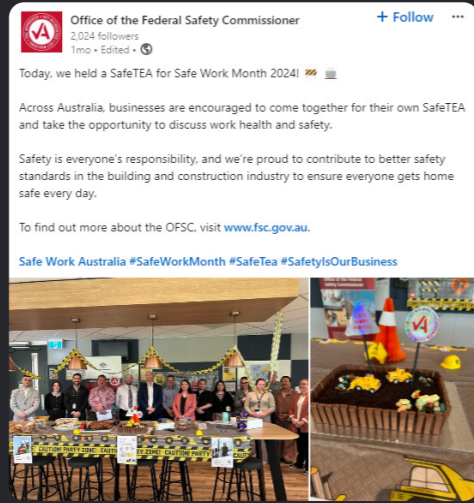 Office of the Federal Safety Commissioner
+ Follow
2,024 followers
1mo • Edited •
Today, we held a SafeTEA for Safe Work Month 2024! 🚧 ☕
Across Australia, businesses are encouraged to come together for their own SafeTEA
and take the opportunity to discuss work health and safety.
Safety is everyone's responsibility, and we're proud to contribute to better safety
standards in the building and construction industry to ensure everyone gets home
safe every day.
To find out more about the OFSC, visit www.fsc.gov.au.
Safe Work Australia #SafeWorkMonth #SafeTea #SafetyIsOurBusiness
CAUTION! PARTY ZONE!
CAUTION! PARTY
Safety Commissioner